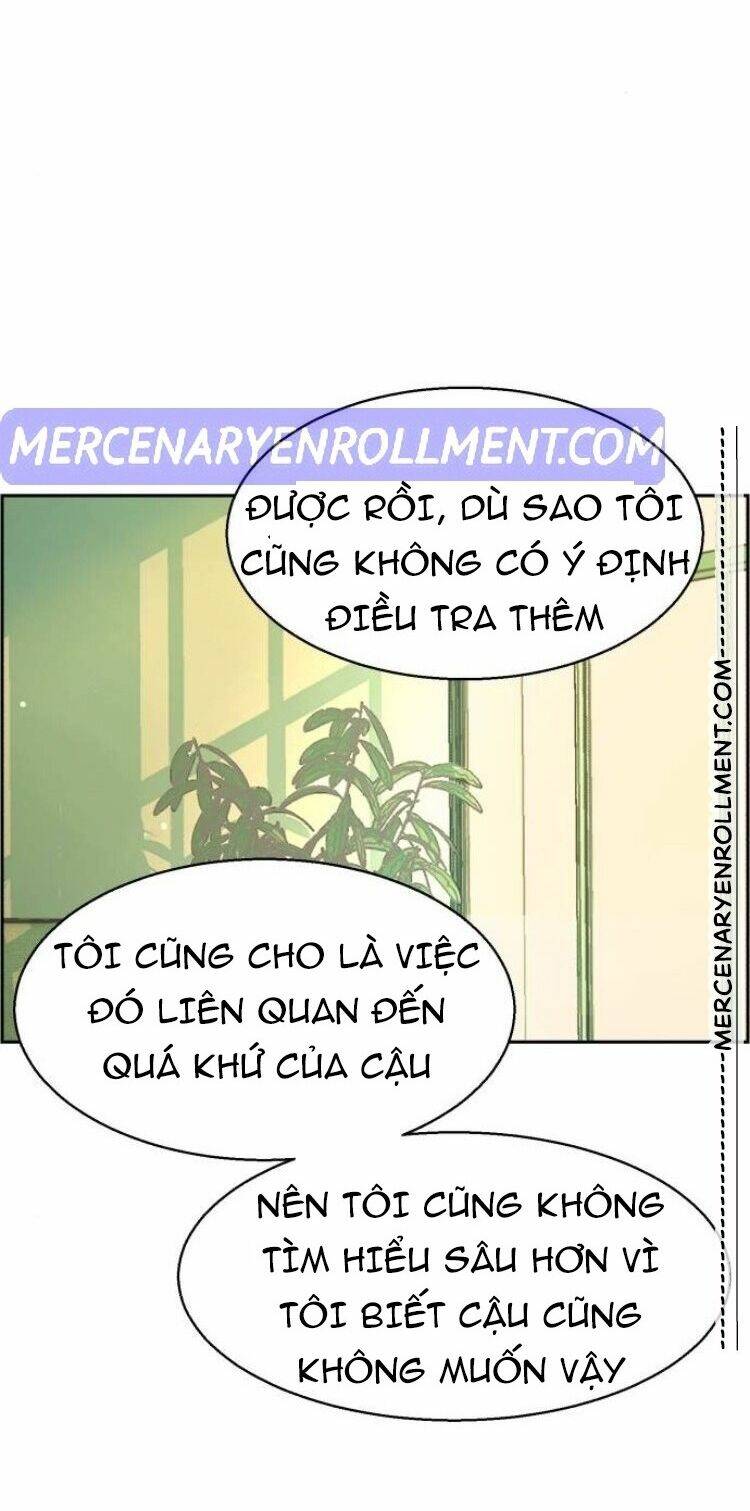 MERCENARYENROLLMENT.COM
ĐƯỢC RỒI, DÙ SAO TÔI
CŨNG KHÔNG CÓ Ý ĐỊNH
ĐIỀU TRA THÊM
MERCENARYENROLLMENT.COM
TÔI CŨNG CHO LÀ VIỆC
ĐÓ LIÊN QUAN ĐẾN
QUÁ KHỨ CỦA CẬU
NÊN TÔI CŨNG KHÔNG
TÌM HIỂU SÂU HƠN VÌ
TÔI BIẾT CẬU CŨNG
KHÔNG MUỐN VẬY